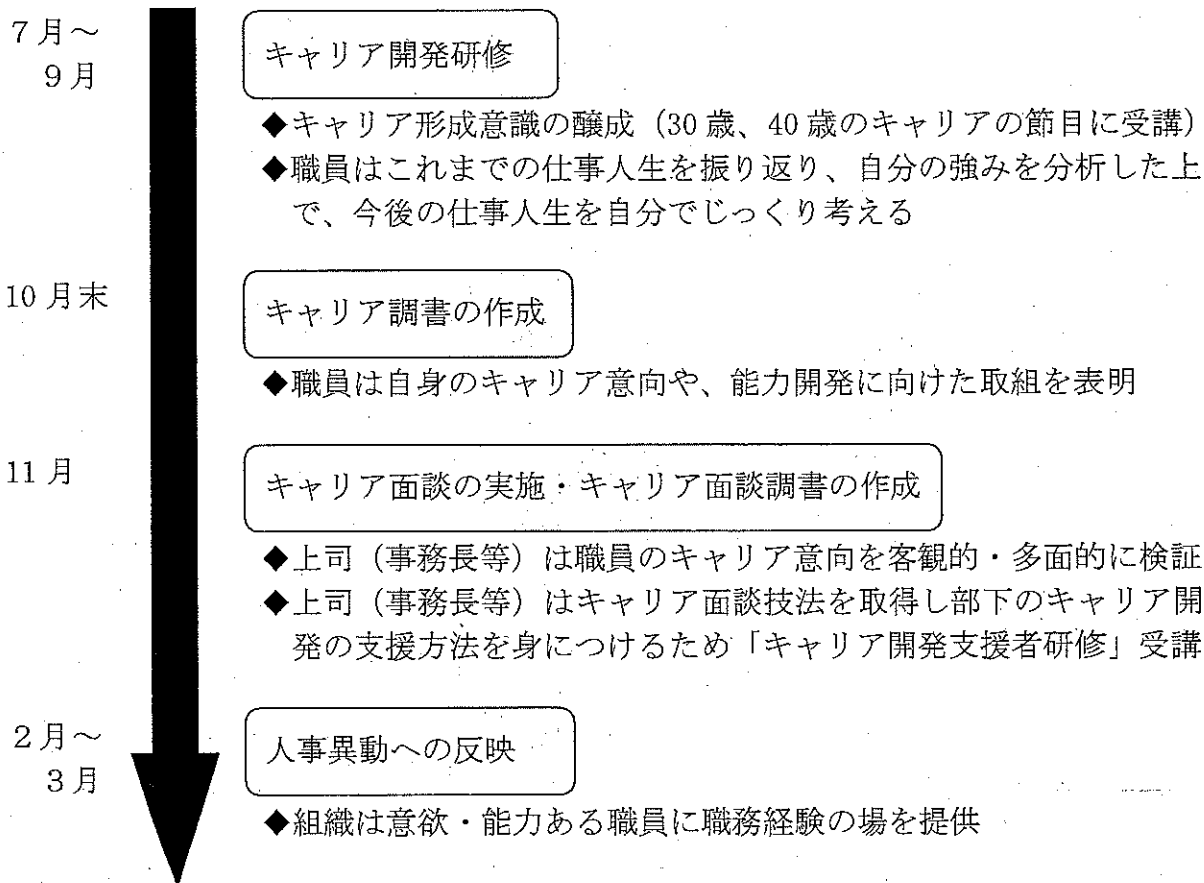 7月～
9月
キャリア開発研修
◆キャリア形成意識の醸成（30歳、40歳のキャリアの節目に受講）
◆職員はこれまでの仕事人生を振り返り、自分の強みを分析した上
で、今後の仕事人生を自分でじっくり考える
10月末
キャリア調書の作成
◆職員は自身のキャリア意向や、能力開発に向けた取組を表明
11月
キャリア面談の実施・キャリア面談調書の作成
◆上司（事務長等）は職員のキャリア意向を客観的・多面的に検証
◆上司（事務長等）はキャリア面談技法を取得し部下のキャリア開
発の支援方法を身につけるため「キャリア開発支援者研修」受講
2月～
3月
人事異動への反映
◆組織は意欲・能力ある職員に職務経験の場を提供